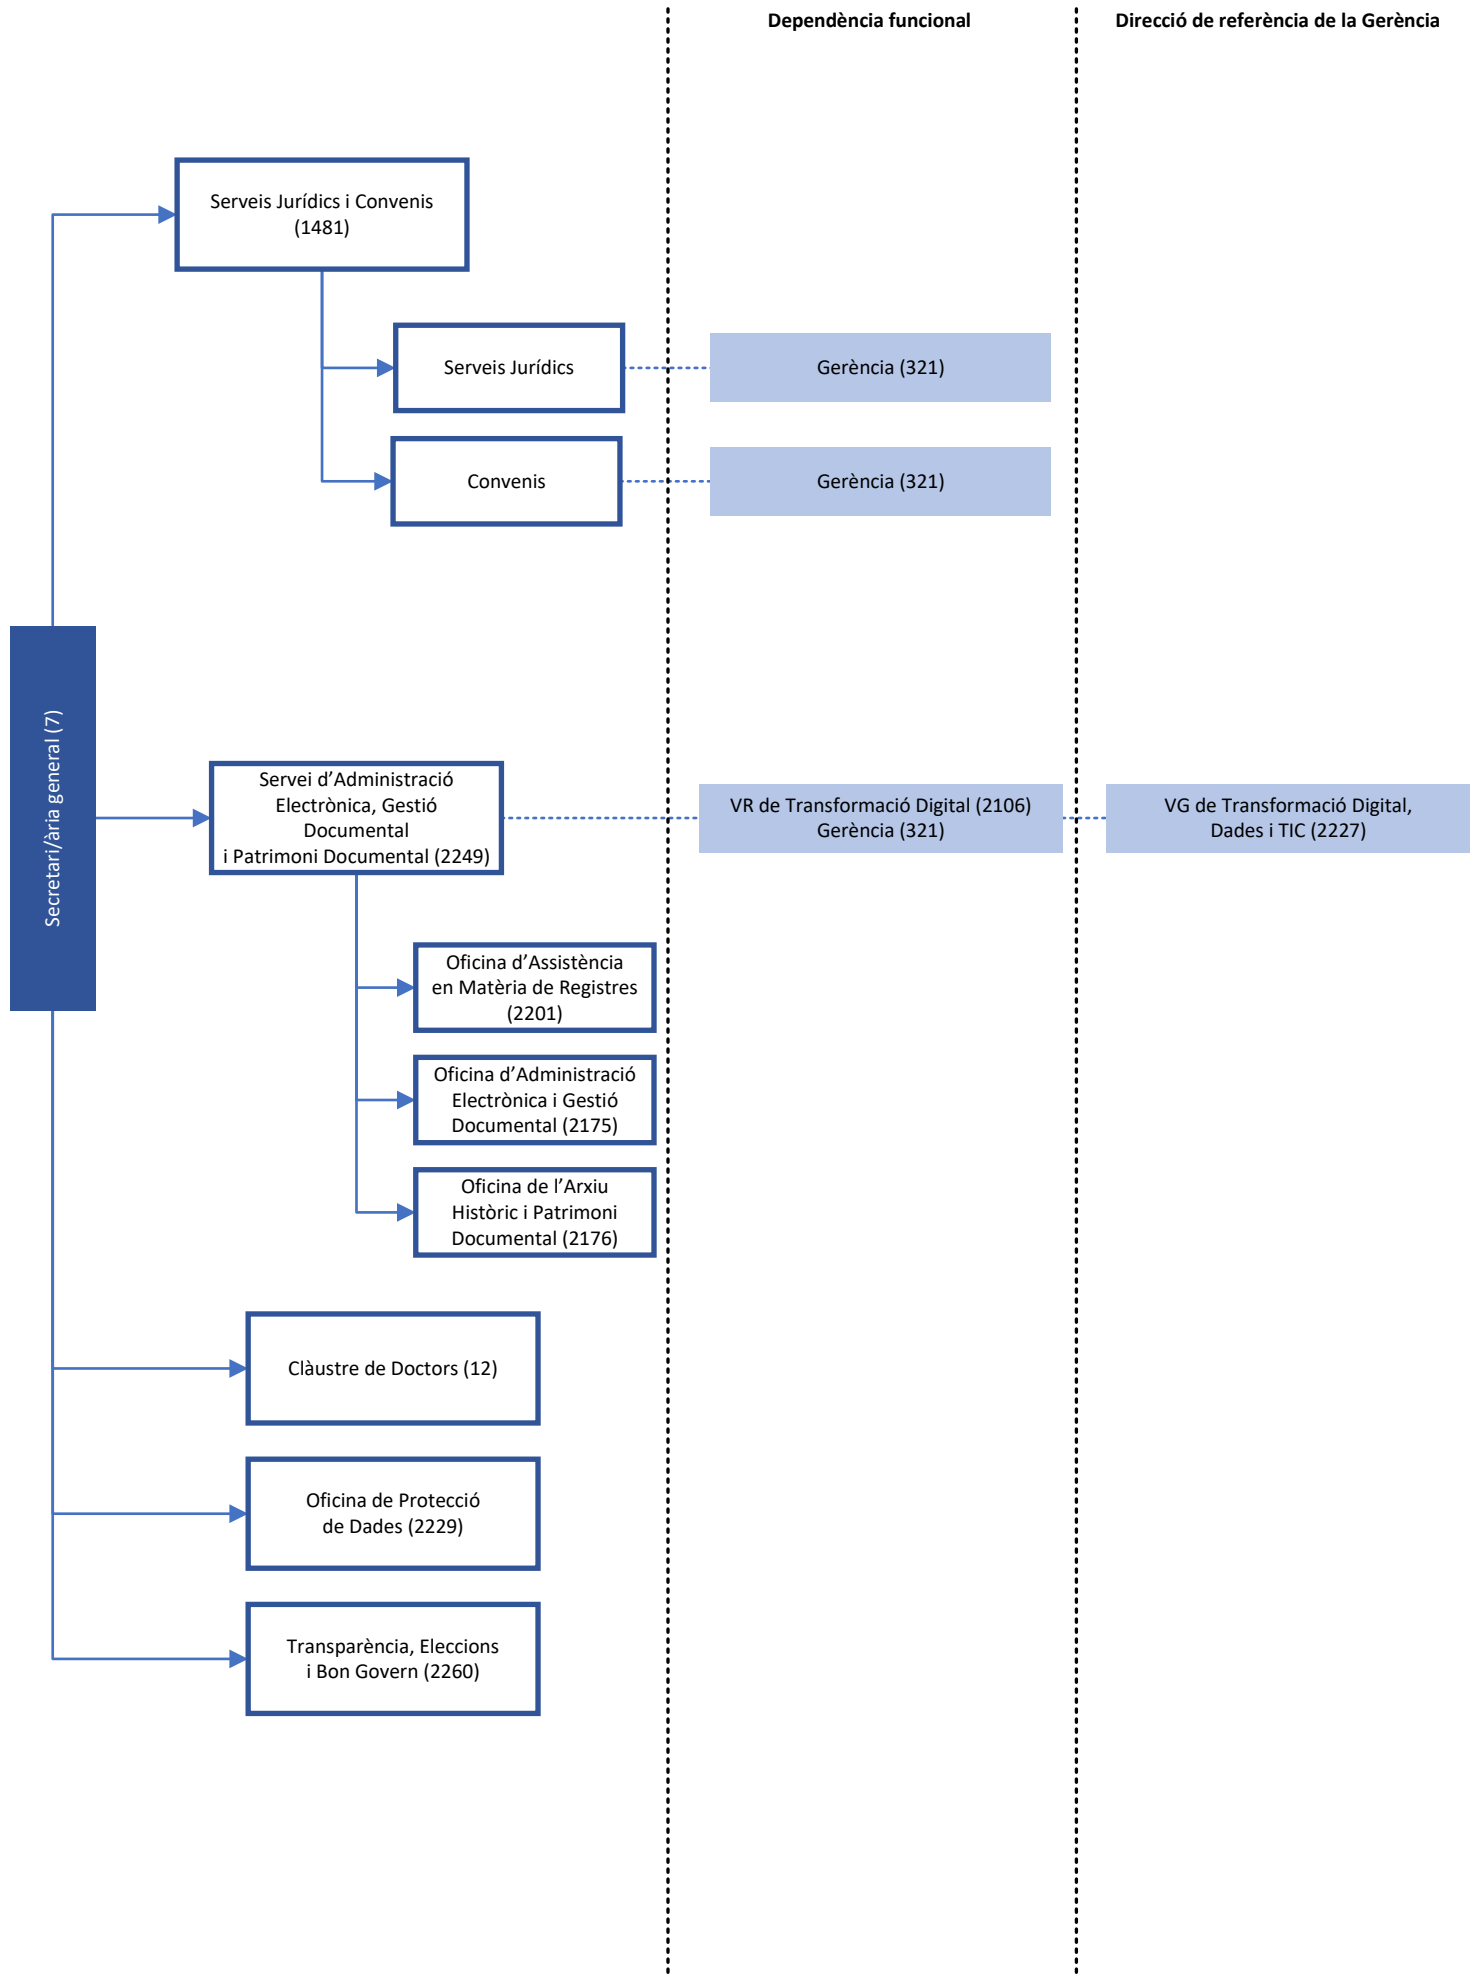 Dependència funcional
Direcció de referència de la Gerència
Serveis Jurídics i Convenis
(1481)
Serveis Jurídics
Gerència (321)
Convenis
Gerència (321)
Secretari/ària general (7)
Servei d’Administració
Electrònica, Gestió
Documental
i Patrimoni Documental (2249)
VR de Transformació Digital (2106)
Gerència (321)
VG de Transformació Digital,
Dades i TIC (2227)
Oficina d’Assistència
en Matèria de Registres
(2201)
Oficina d’Administració
Electrònica i Gestió
Documental (2175)
Oficina de l’Arxiu
Històric i Patrimoni
Documental (2176)
Clàustre de Doctors (12)
Oficina de Protecció
de Dades (2229)
Transparència, Eleccions
i Bon Govern (2260)